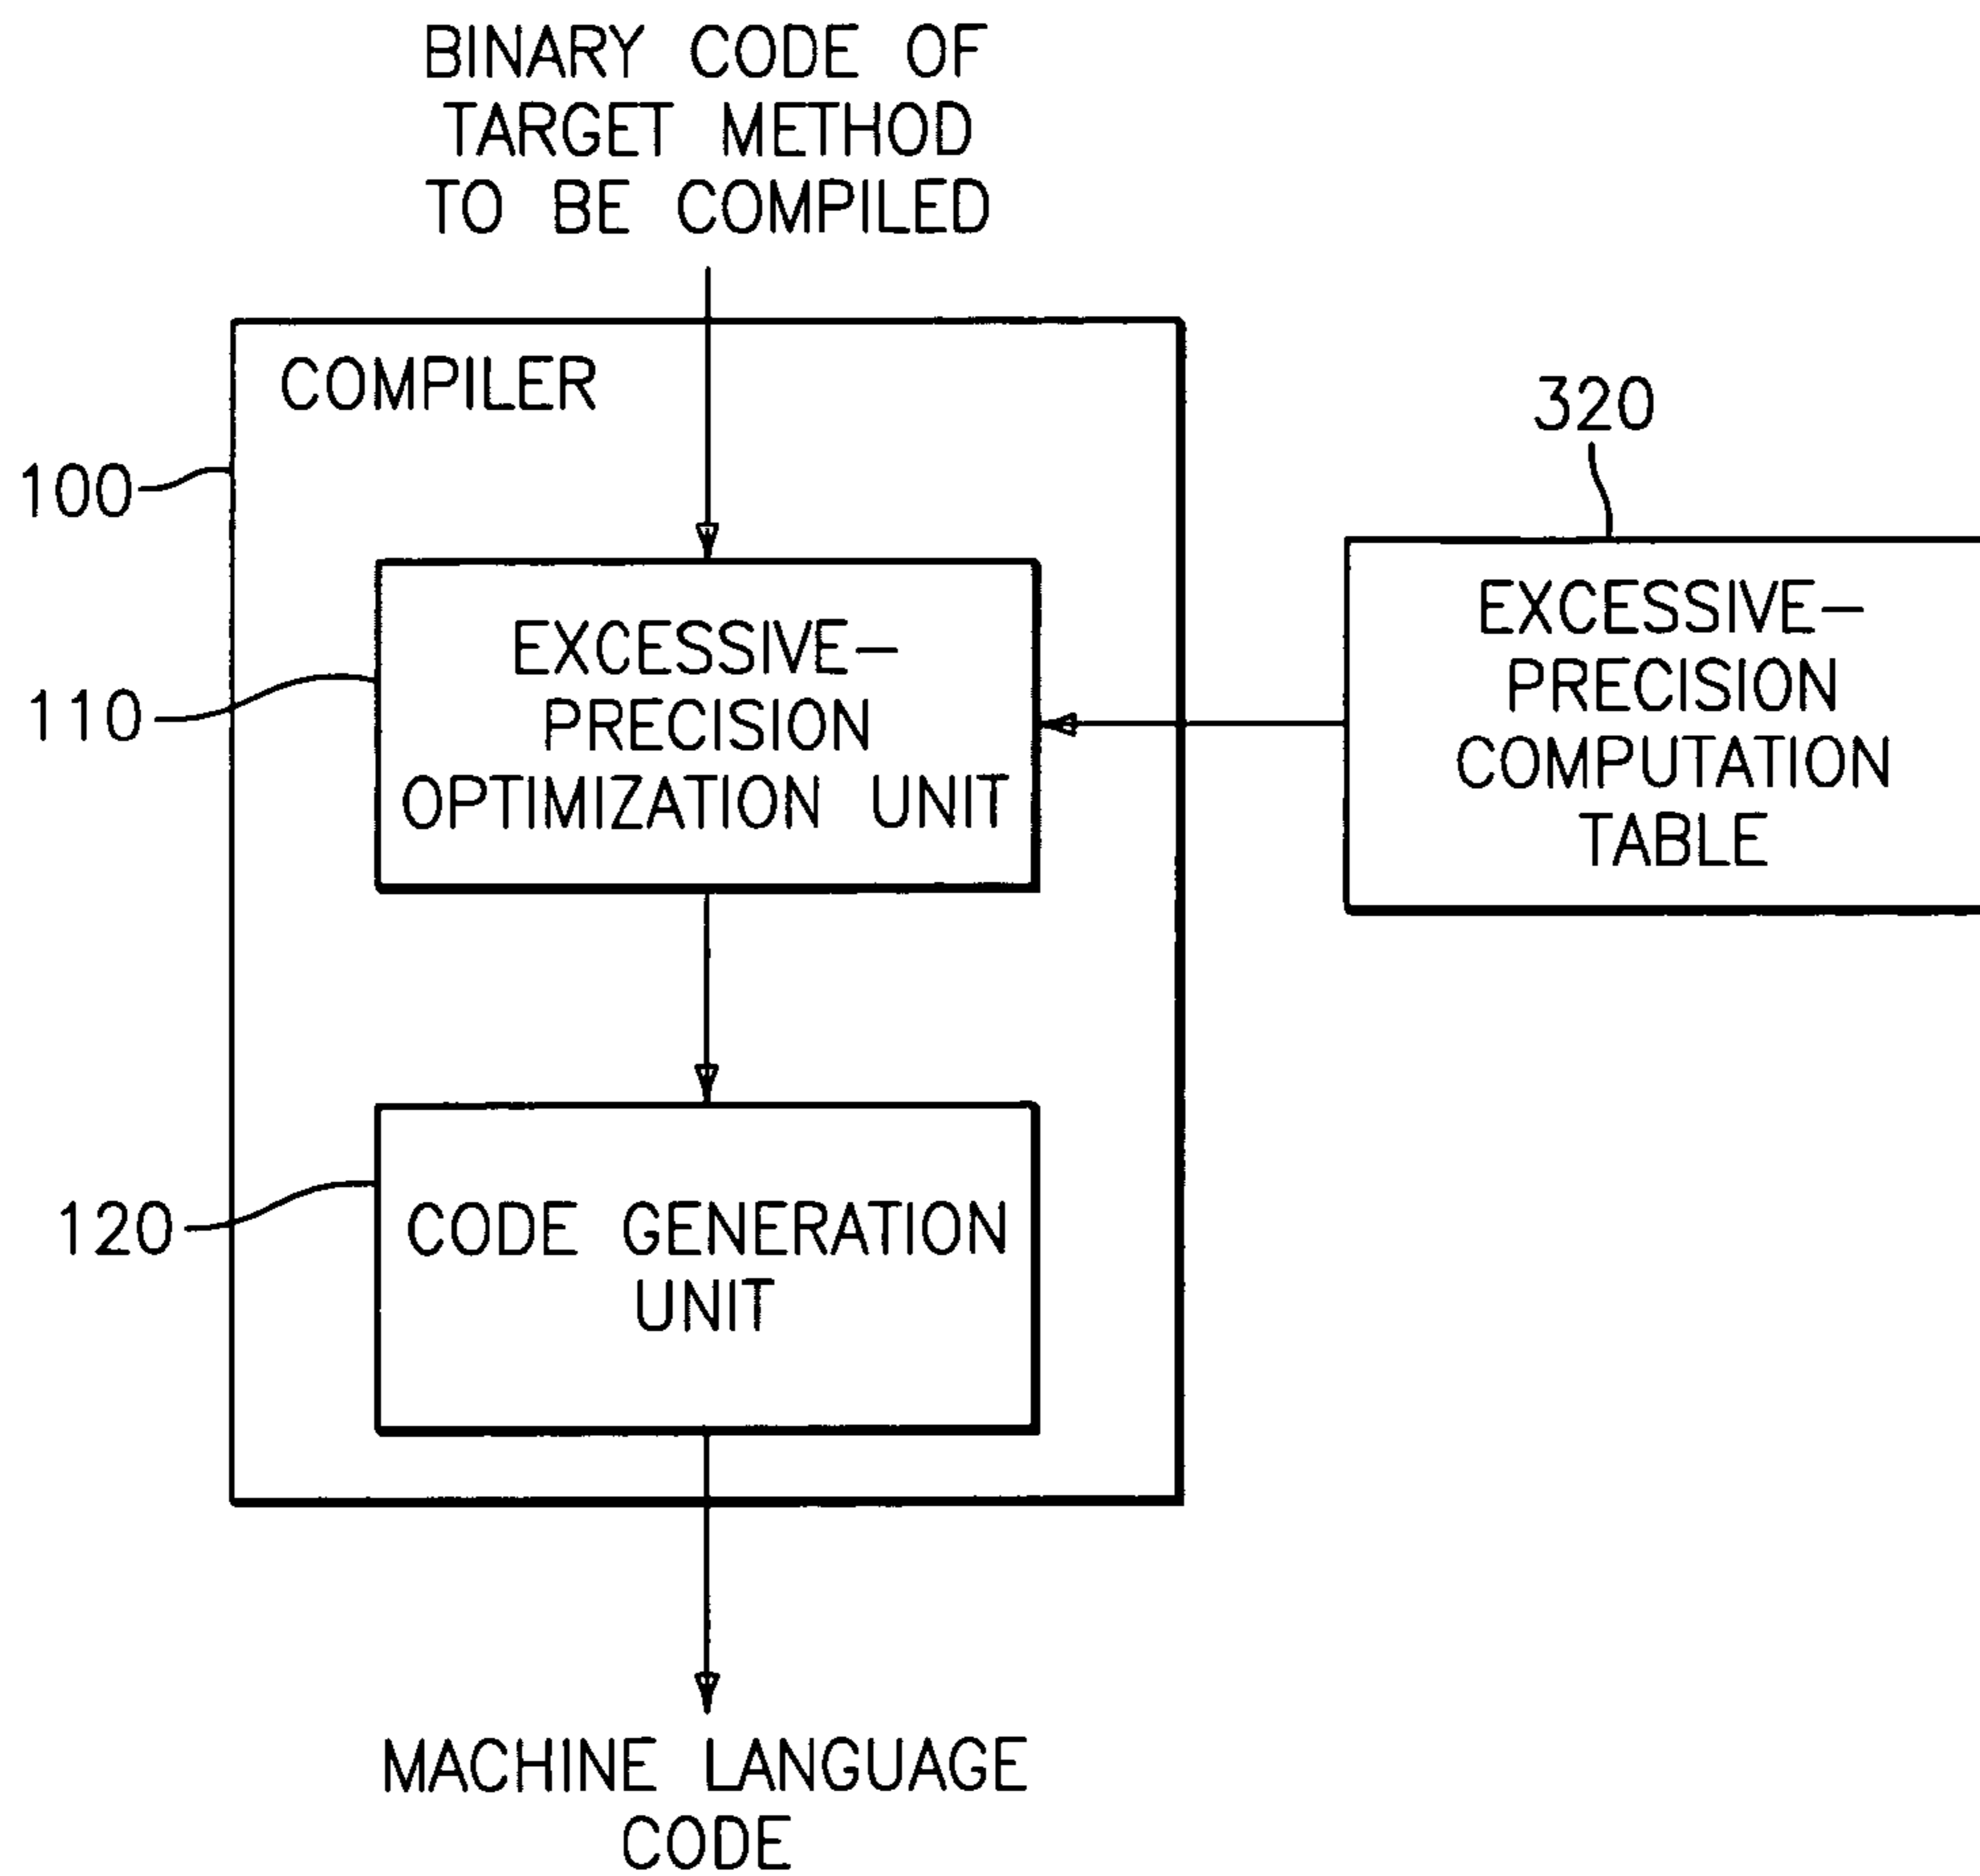 BINARY CODE OF
TARGET METHOD
TO BE COMPILED
COMPILER
100
320
EXCESSIVE-
PRECISION
COMPUTATION
TABLE
110
EXCESSIVE-
PRECISION
OPTIMIZATION UNIT
120
CODE GENERATION
UNIT
MACHINE LANGUAGE
CODE